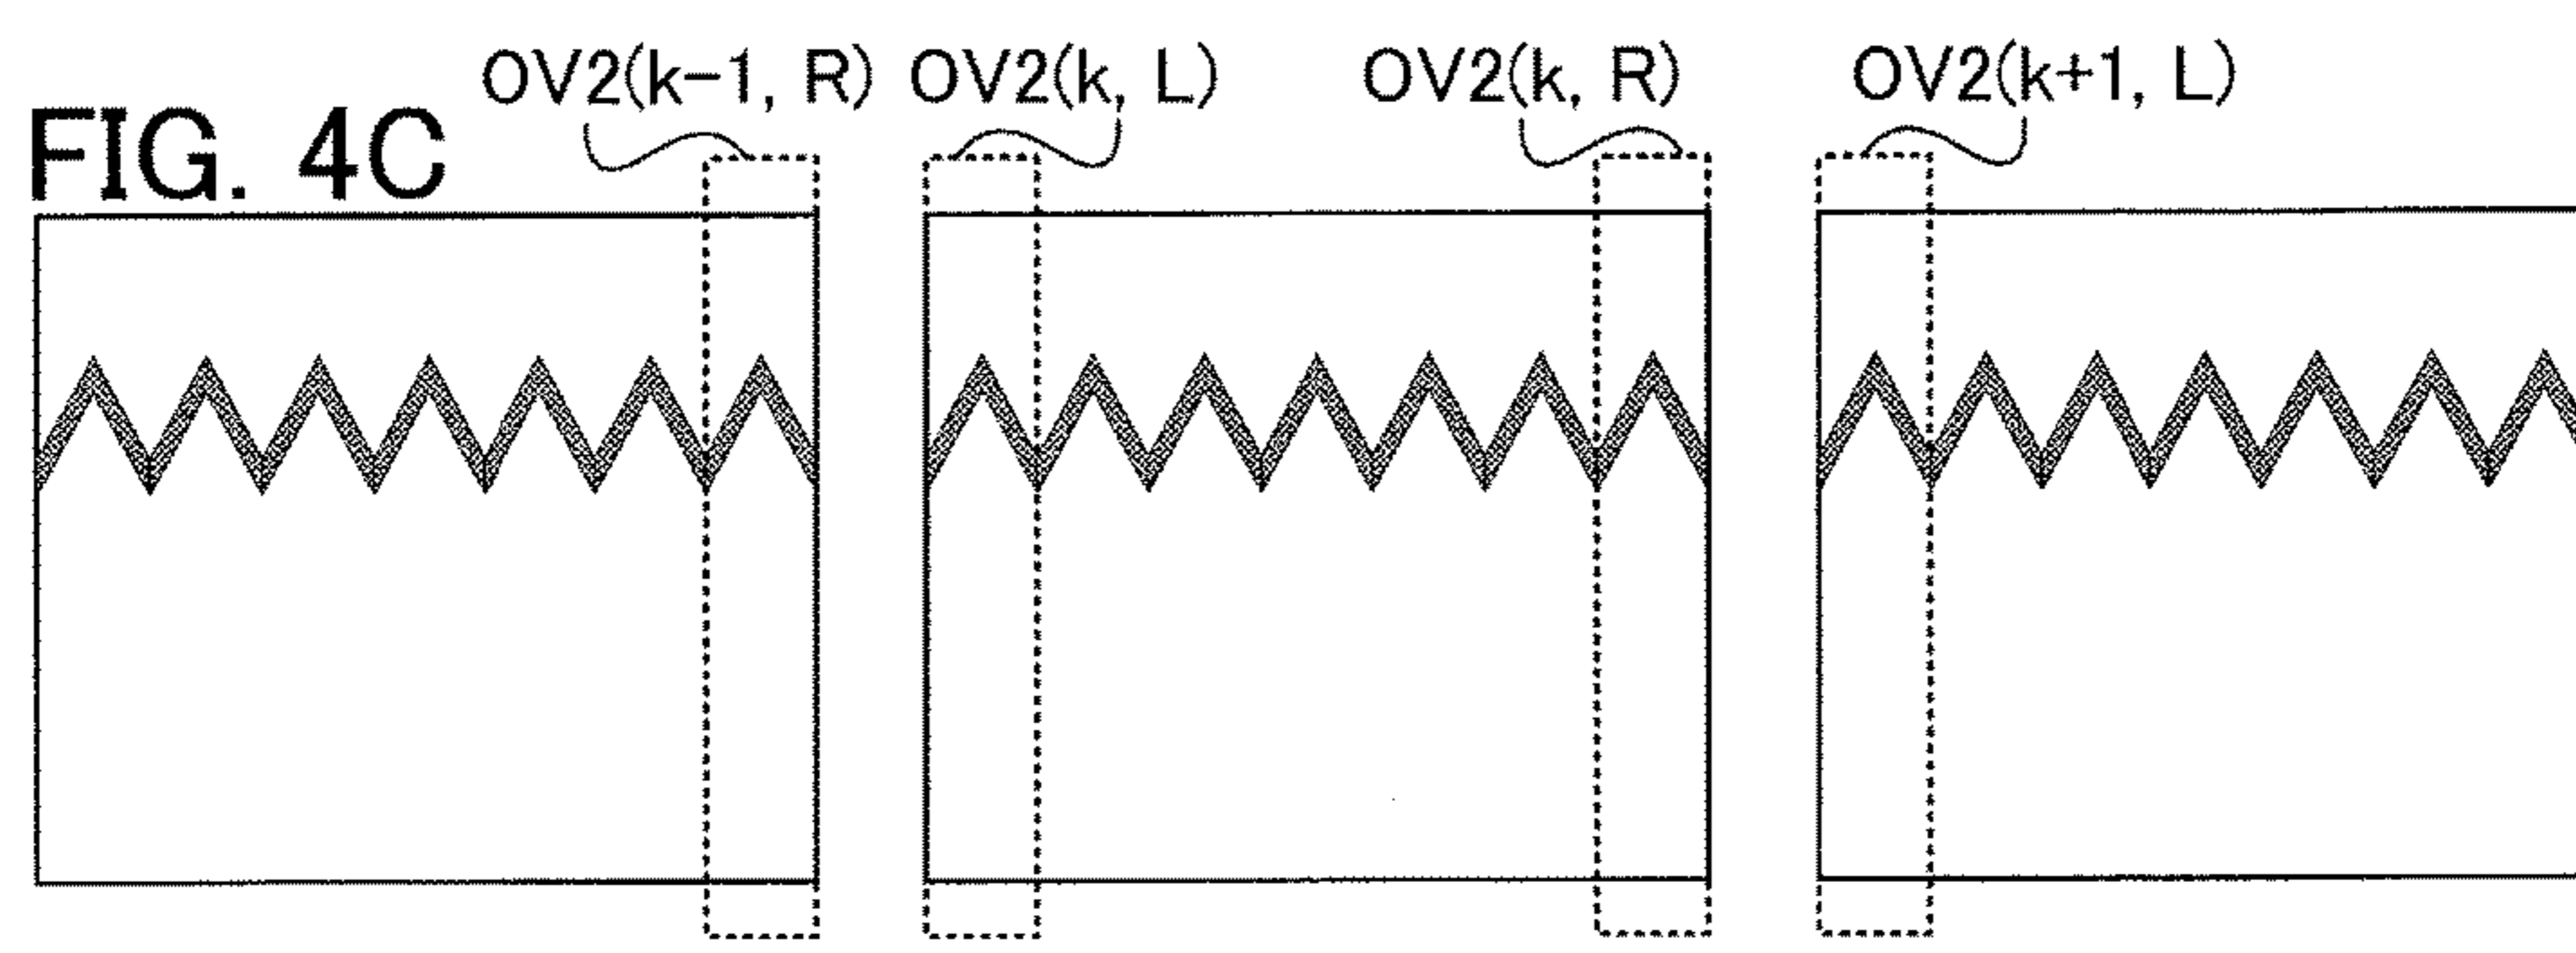 OV2(k-1, R) OV2(k, L) OV2(k, R) OV2(k+1, L)
FIG. 4C